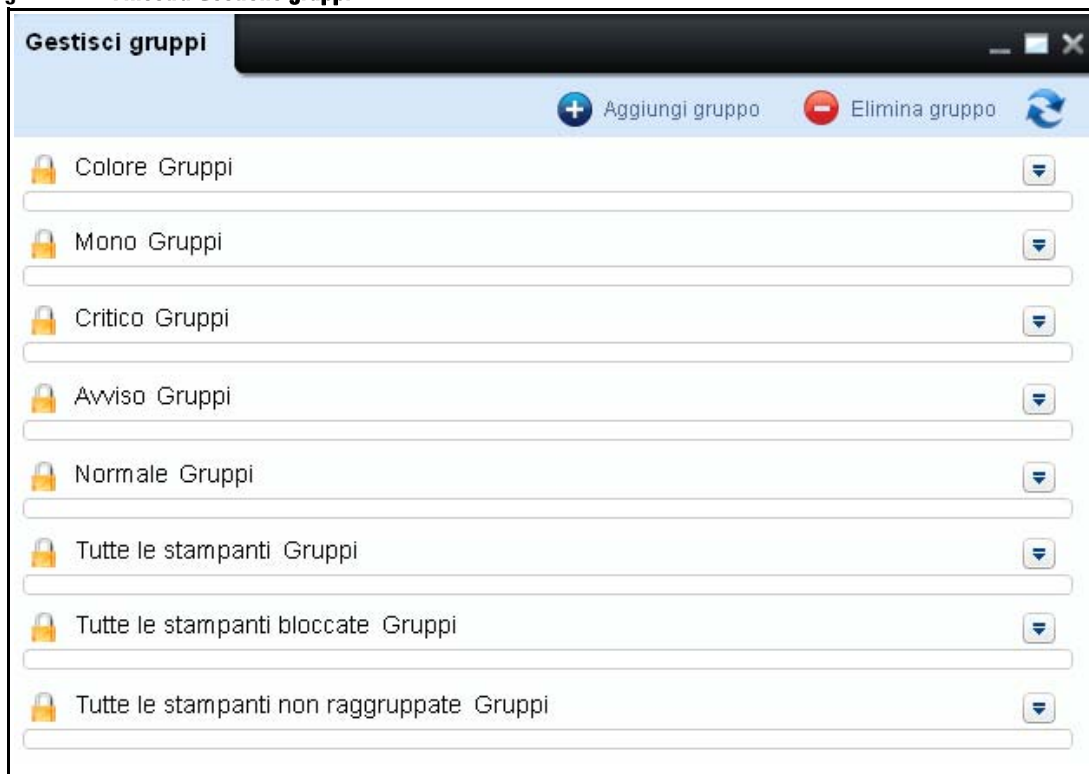 Gestisci gruppi
Aggiungi gruppo Elimina gruppo
Colore Gruppi
Mono Gruppi
Critico Gruppi
Avviso Gruppi
Normale Gruppi
Tutte le stampanti Gruppi
Tutte le stampanti bloccate Gruppi
Tutte le stampanti non raggruppate Gruppi